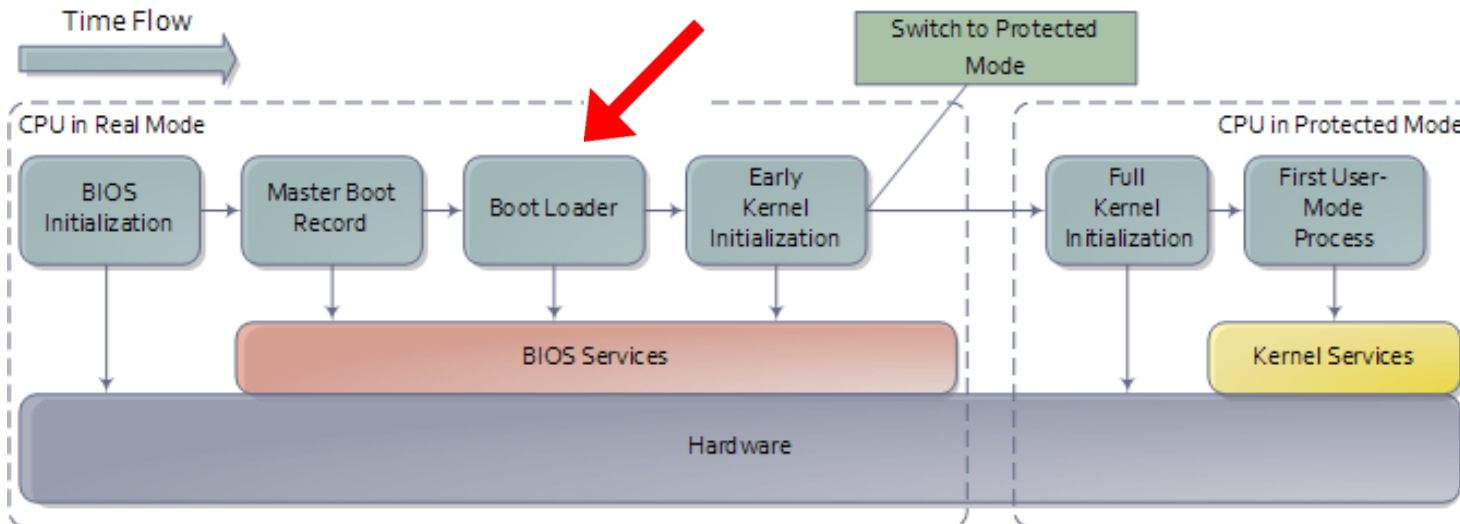 Time Flow
Switch to Protected
Mode
CPU in Real Mode
CPU in Protected Mode
BIOS
Initialization
Master Boot
Record
Boot Loader
Early
Kernel
Initialization
Full
Kernel
Initialization
First User-
Mode
Process
BIOS Services
Kernel Services
Hardware